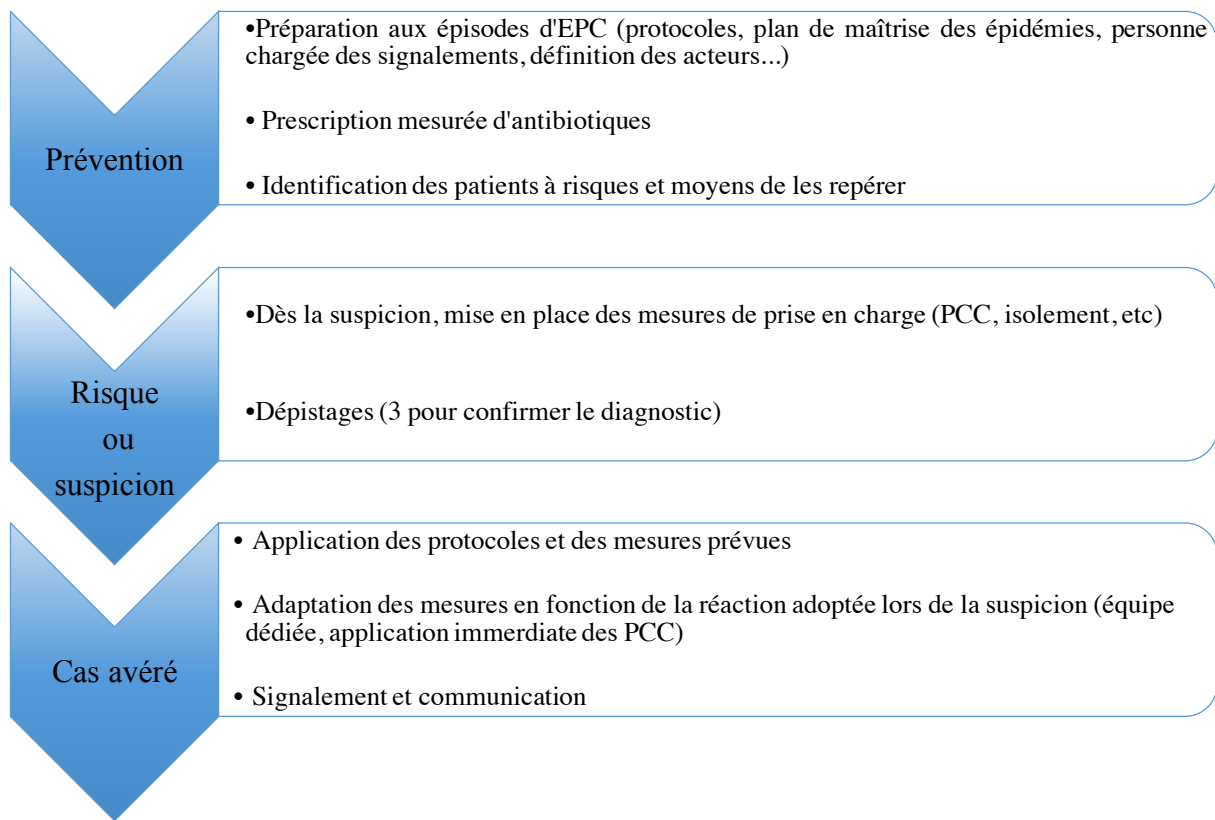 Prévention
•Préparation aux épisodes d'EPC (protocoles, plan de maîtrise des épidémies, personne
chargée des signalements, définition des acteurs...)
• Prescription mesurée d'antibiotiques
• Identification des patients à risques et moyens de les repérer
Risque
ou
suspicion
•Dès la suspicion, mise en place des mesures de prise en charge (PCC, isolement, etc)
•Dépistages (3 pour confirmer le diagnostic)
Cas avéré
• Application des protocoles et des mesures prévues
• Adaptation des mesures en fonction de la réaction adoptée lors de la suspicion (équipe
dédiée, application immerdiate des PCC)
• Signalement et communication